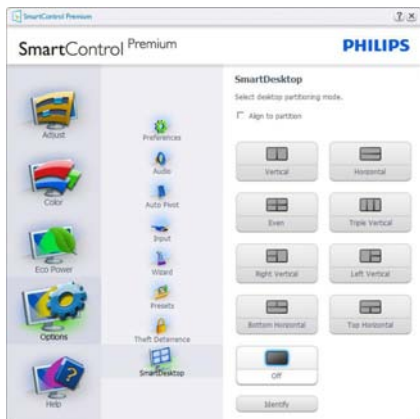 SmartControl Premium
SmartControl Premium
PHILIPS
Adjust
Color
Eco Power
Options
Help
Preferences
Audio
Auto Pivot
Input
Wizard
Presets
Theft Deterrence
SmartDesktop
SmartDesktop
Select desktop partitioning mode.
Align to partition
Vertical
Horizontal
Even
Triple Vertical
Right Vertical
Left Vertical
Bottom Horizontal
Top Horizontal
Off
Identify